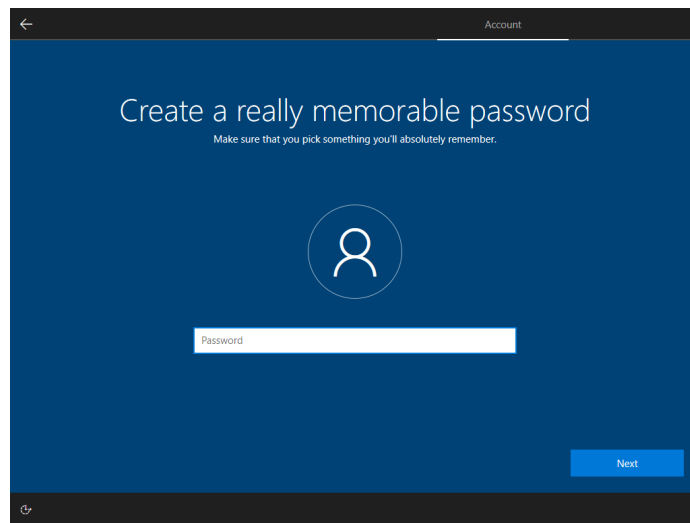 Account
Create a really memorable password
Make sure that you pick something you'll absolutely remember.
Password
Next